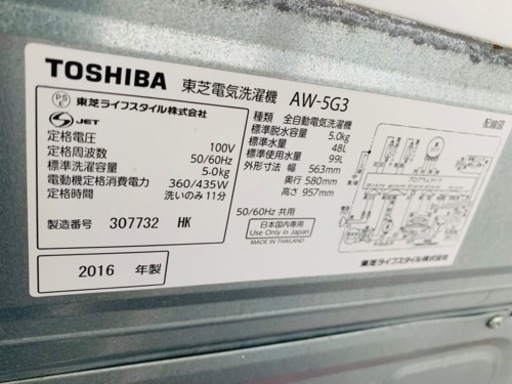 TOSHIBA 東芝電気洗濯機 AW-5G3
PS
E
東芝ライフスタイル株式会社
JET
定格電圧 100V
定格周波数 50/60Hz
標準洗濯容量 5.0kg
電動機定格消費電力 360/435W
定格時間 洗いのみ 11分
製造番号 307732 HK
2016 年製
種類 全自動電気洗濯機
標準脱水容量 5.0kg
標準水量 48L
標準使用水量 99L
外形寸法 幅 563mm
奥行 580mm
高さ 957mm
50/60Hz 共用
日本国内専用
Use Only in Japan
MADE IN THAILAND
配線図
東芝ライフスタイル株式会社